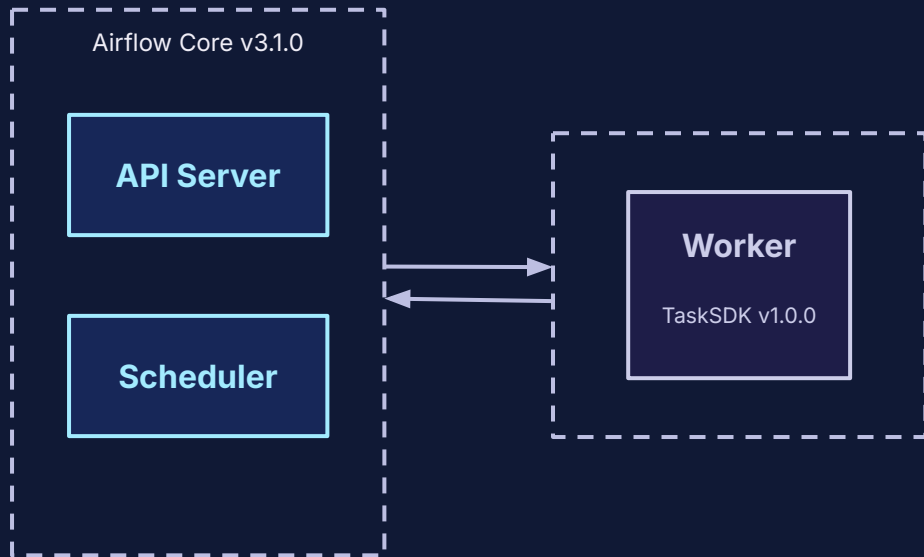 Airflow Core v3.1.0
API Server
Scheduler
Worker
TaskSDK v1.0.0